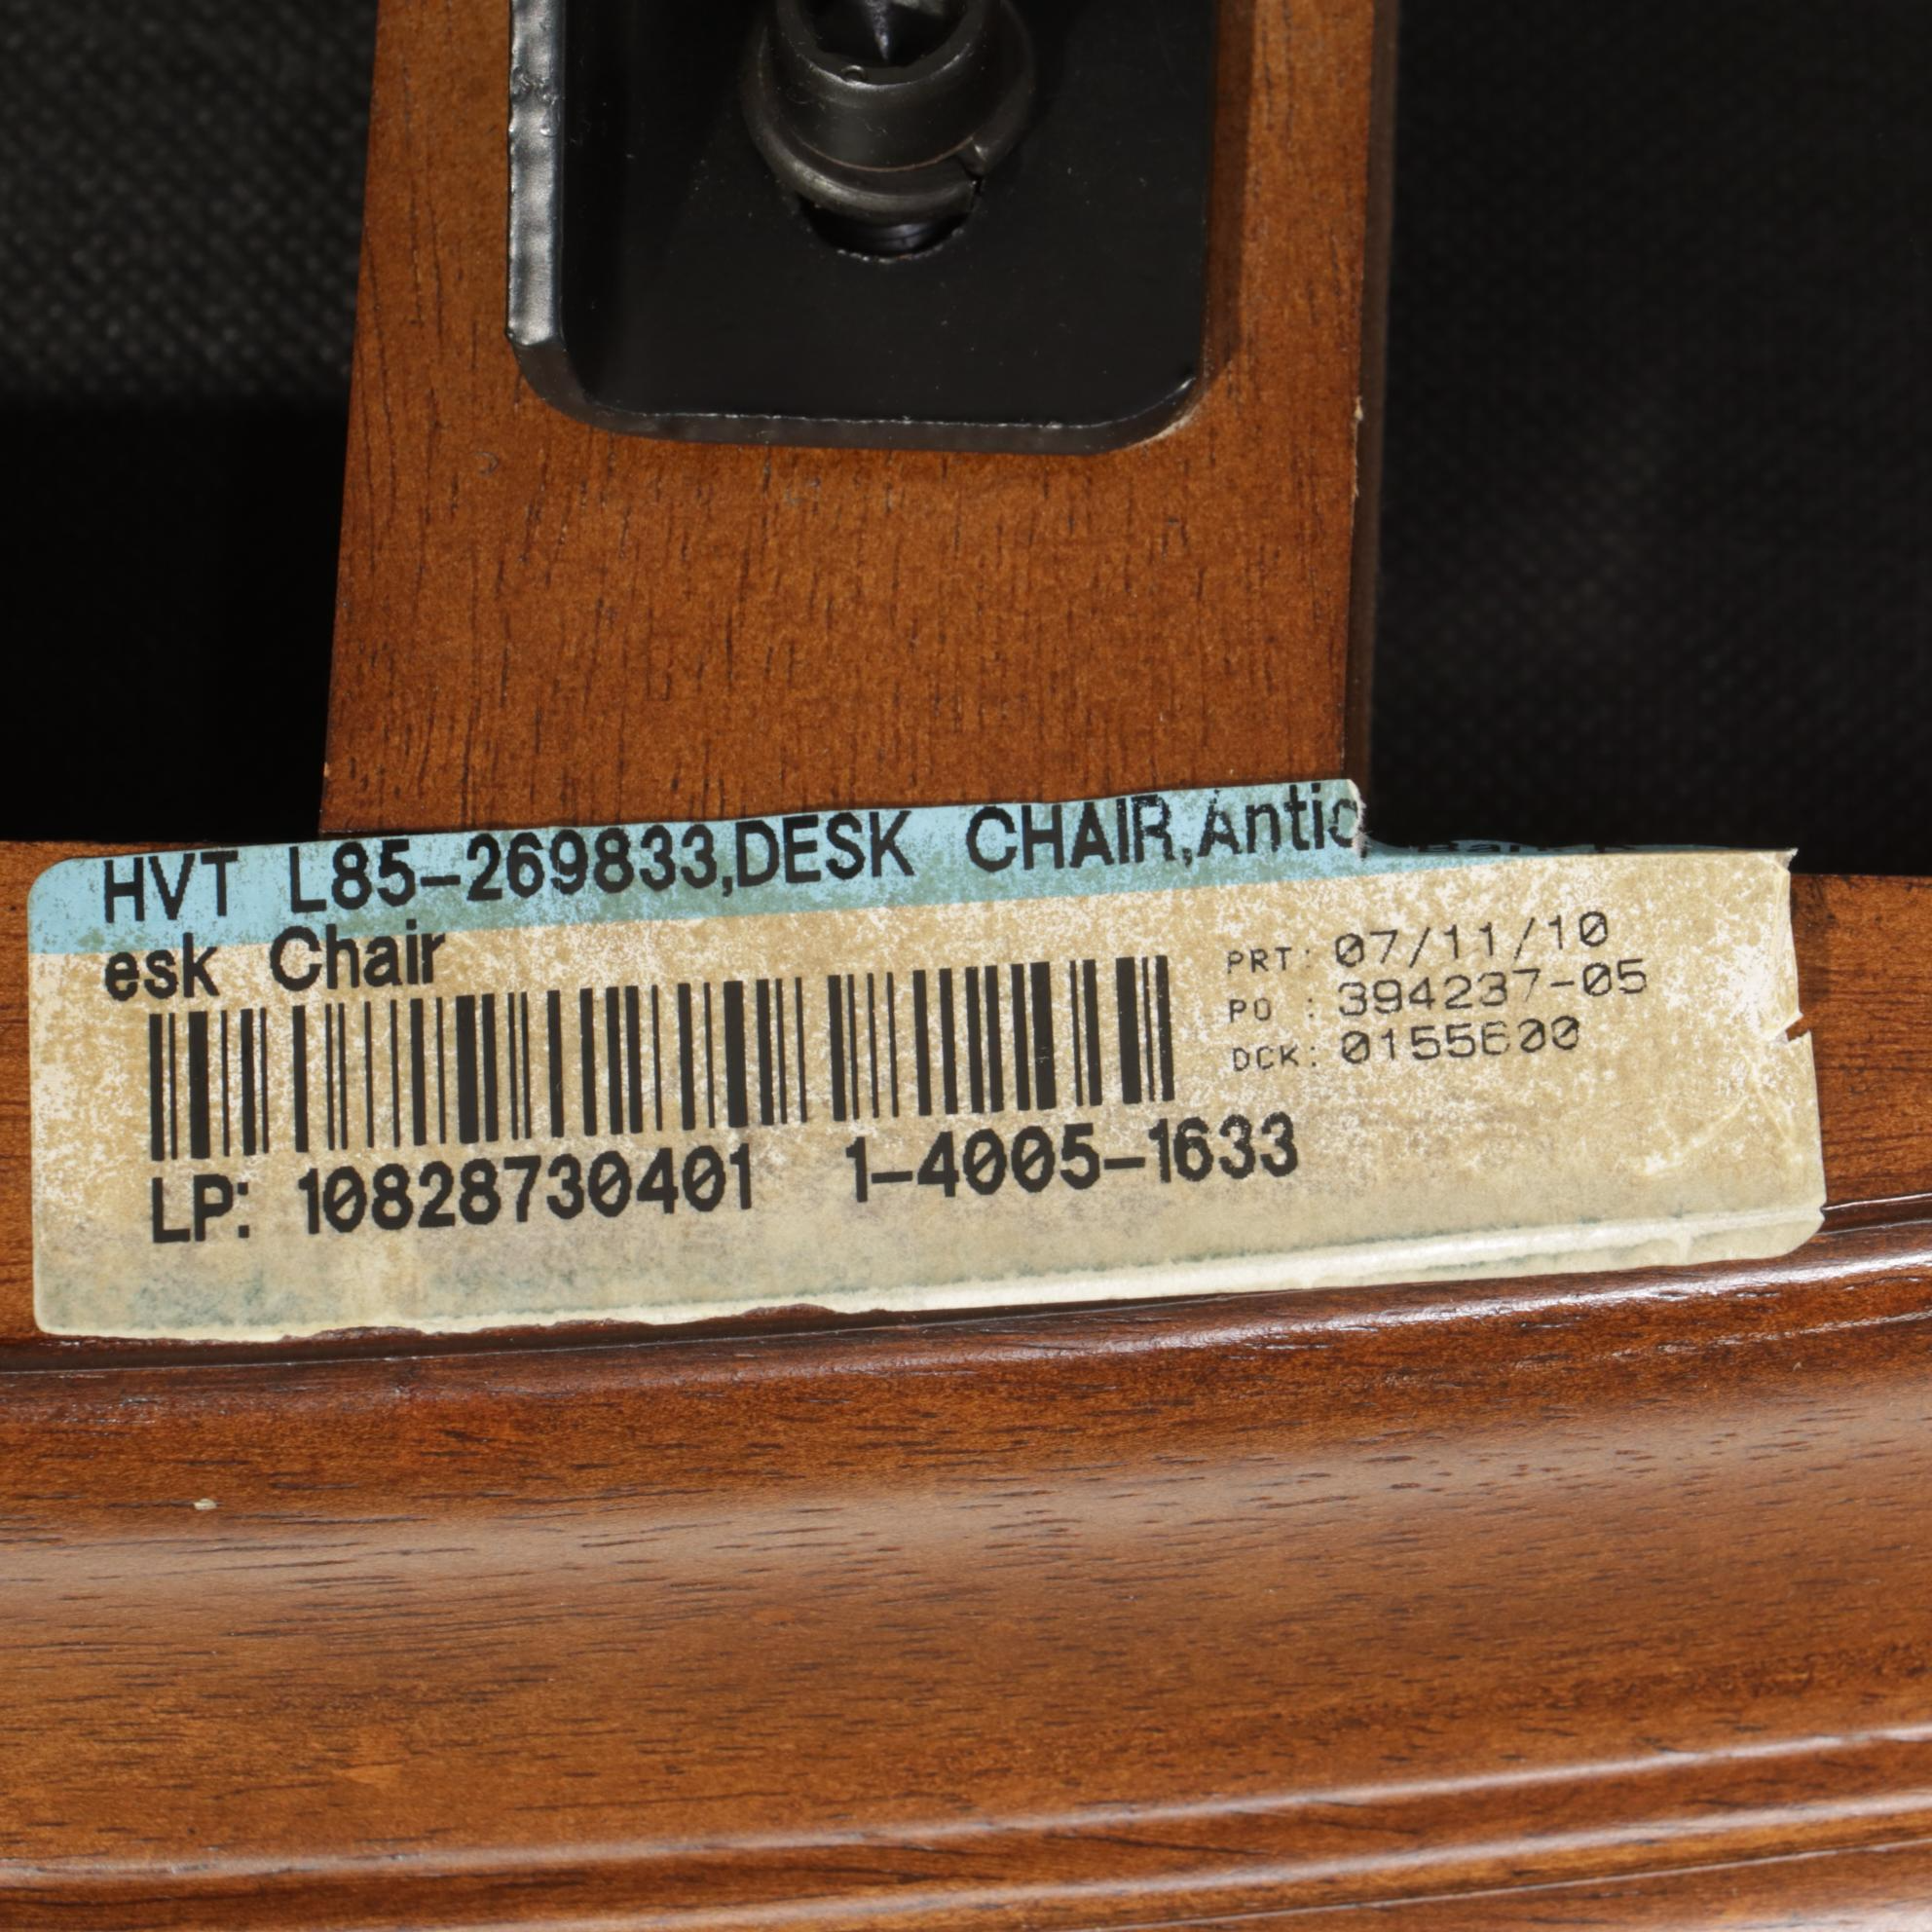 HVT L85-269833,DESK CHAIR,Antic
esk Chair
PRT: 07/11/10
PO : 394237-05
DCK: 0155600
LP: 10828730401 1-4005-1633